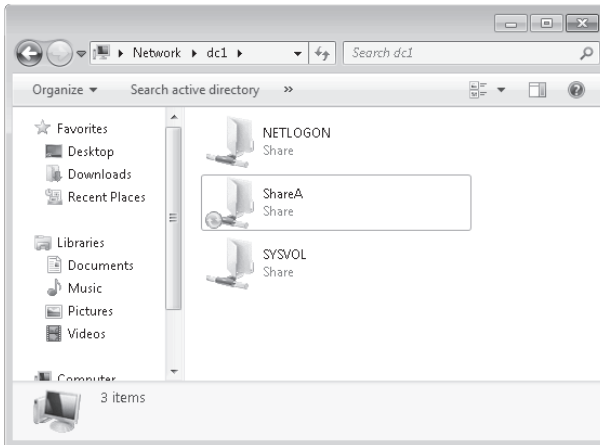 Network dc1 Search dc1
Organize Search active directory »
Favorites
Desktop
Downloads
Recent Places
Libraries
Documents
Music
Pictures
Videos
Computer
NETLOGON
Share
ShareA
Share
SYSVOL
Share
3 items